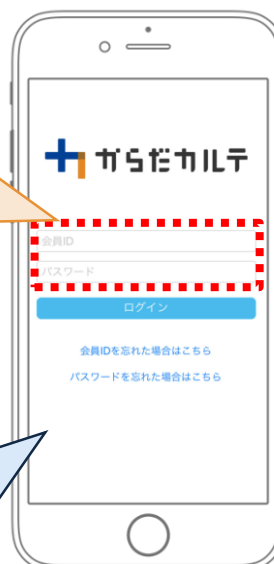 からだカルテ
会員ID
パスワード
ログイン
会員IDを忘れた場合はこちら
パスワードを忘れた場合はこちら